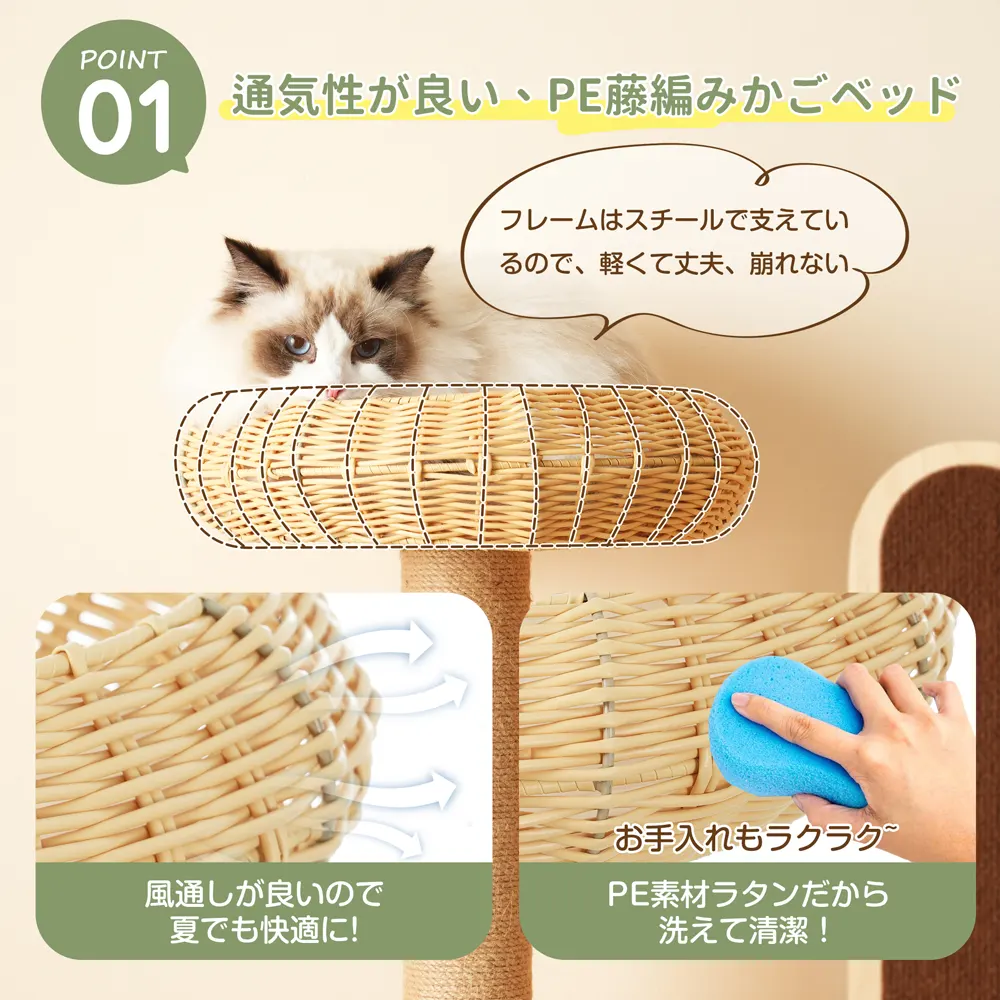 POINT
01
通気性が良い、PE藤編みかごベッド
フレームはスチールで支えてい
るので、軽くて丈夫、崩れない
お手入れもラクラク~
風通しが良いので
夏でも快適に!
PE素材ラタンだから
洗えて清潔！